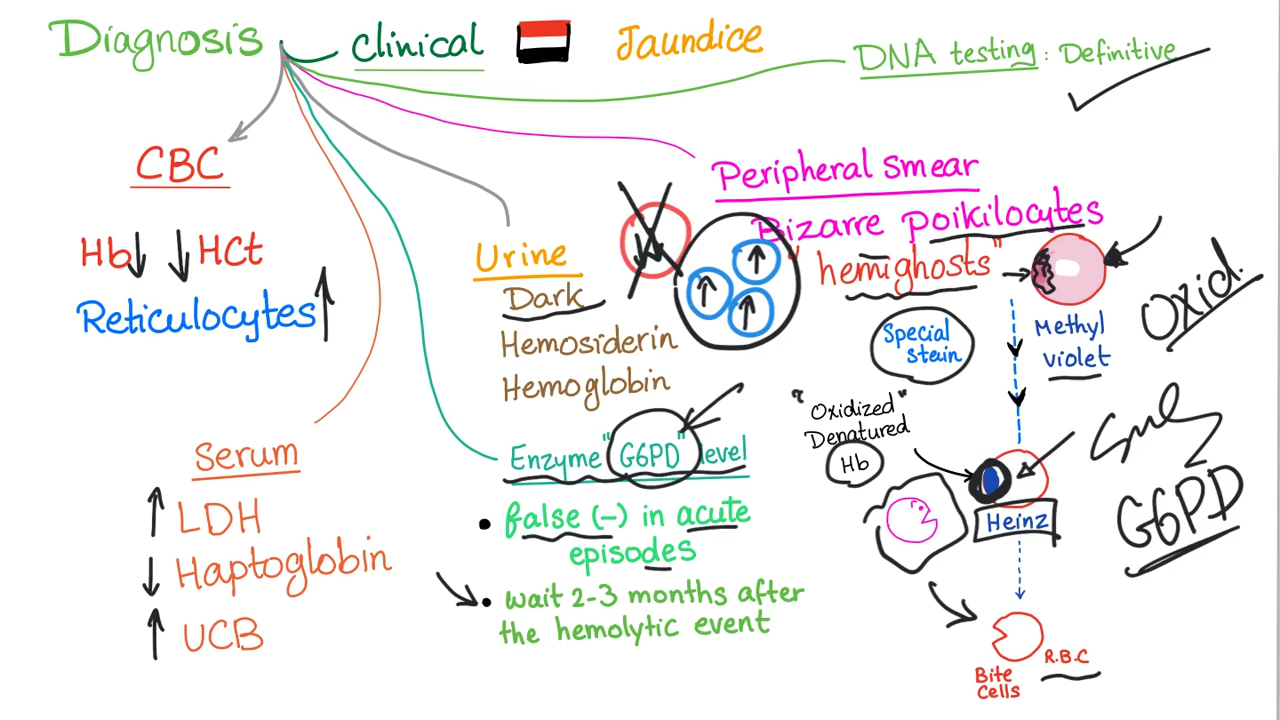 Diagnosis
Clinical
Jaundice
DNA testing : Definitive
CBC
Hb↓ ↓HCt
Reticulocytes↑
Serum
↑ LDH
↓ Haptoglobin
↑ UCB
Urine
Dark
Hemosiderin
Hemoglobin
Enzyme "G6PD" level
• false (-) in acute
episodes
• wait 2-3 months after
the hemolytic event
Peripheral smear
Bizarre poikilocytes
"hemighosts"
Special
stain
Methyl
violet
Oxid.
"Oxidized"
Denatured
Hb
Heinz
G6PD
Bite
Cells
R.B.C